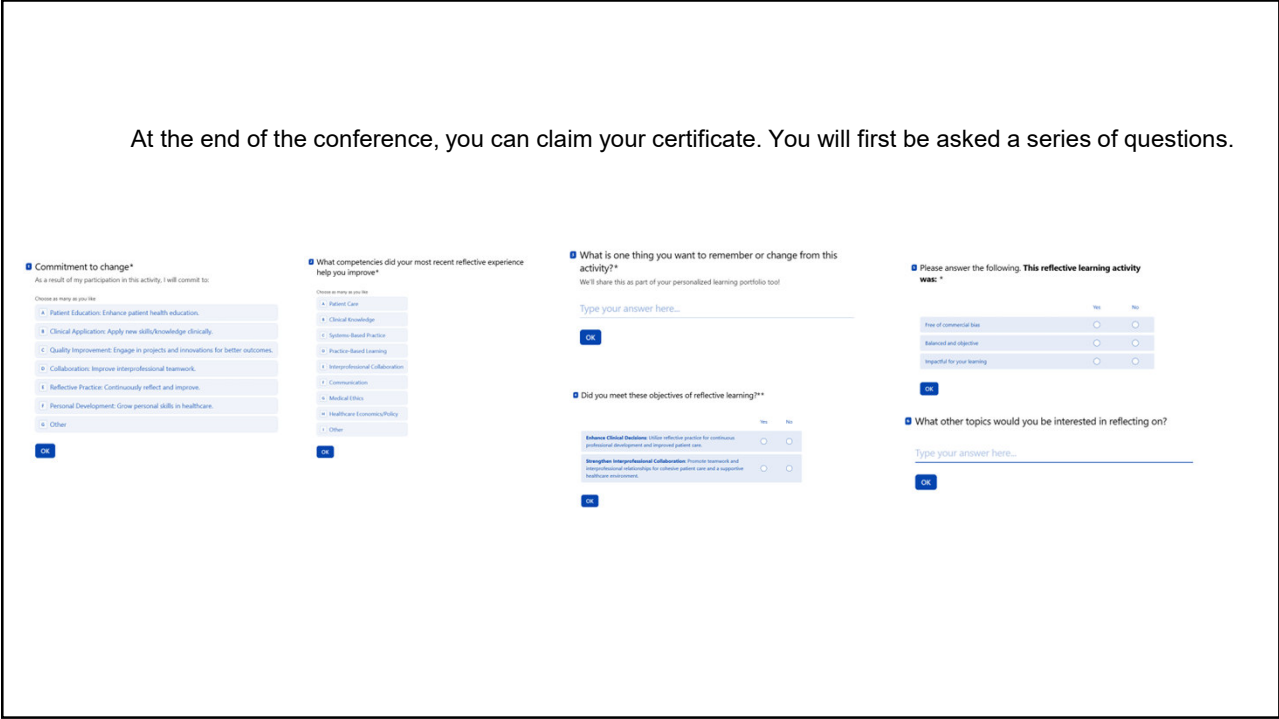 At the end of the conference, you can claim your certificate. You will first be asked a series of questions.
Commitment to change*
As a result of my participation in this activity, I will commit to:
Choose as many as you like
A Patient Education: Enhance patient health education.
B Clinical Application: Apply new skills/knowledge clinically.
C Quality Improvement: Engage in projects and innovations for better outcomes.
D Collaboration: Improve interprofessional teamwork.
E Reflective Practice: Continuously reflect and improve.
F Personal Development: Grow personal skills in healthcare.
G Other
OK
What competencies did your most recent reflective experience
help you improve*
Choose as many as you like
A Patient Care
B Clinical Knowledge
C Systems-Based Practice
D Practice-Based Learning
E Interprofessional Collaboration
F Communication
G Medical Ethics
H Healthcare Economics/Policy
I Other
OK
What is one thing you want to remember or change from this
activity?*
We'll share this as part of your personalized learning portfolio too!
Type your answer here...
OK
Did you meet these objectives of reflective learning?**
Yes No
Enhance Clinical Decisions: Utilize reflective practice for continuous
professional development and improved patient care.
Strengthen Interprofessional Collaboration: Promote teamwork and
interprofessional relationships for cohesive patient care and a supportive
healthcare environment.
OK
Please answer the following. This reflective learning activity
was: *
Yes No
Free of commercial bias
Balanced and objective
Impactful for your learning
OK
What other topics would you be interested in reflecting on?
Type your answer here...
OK